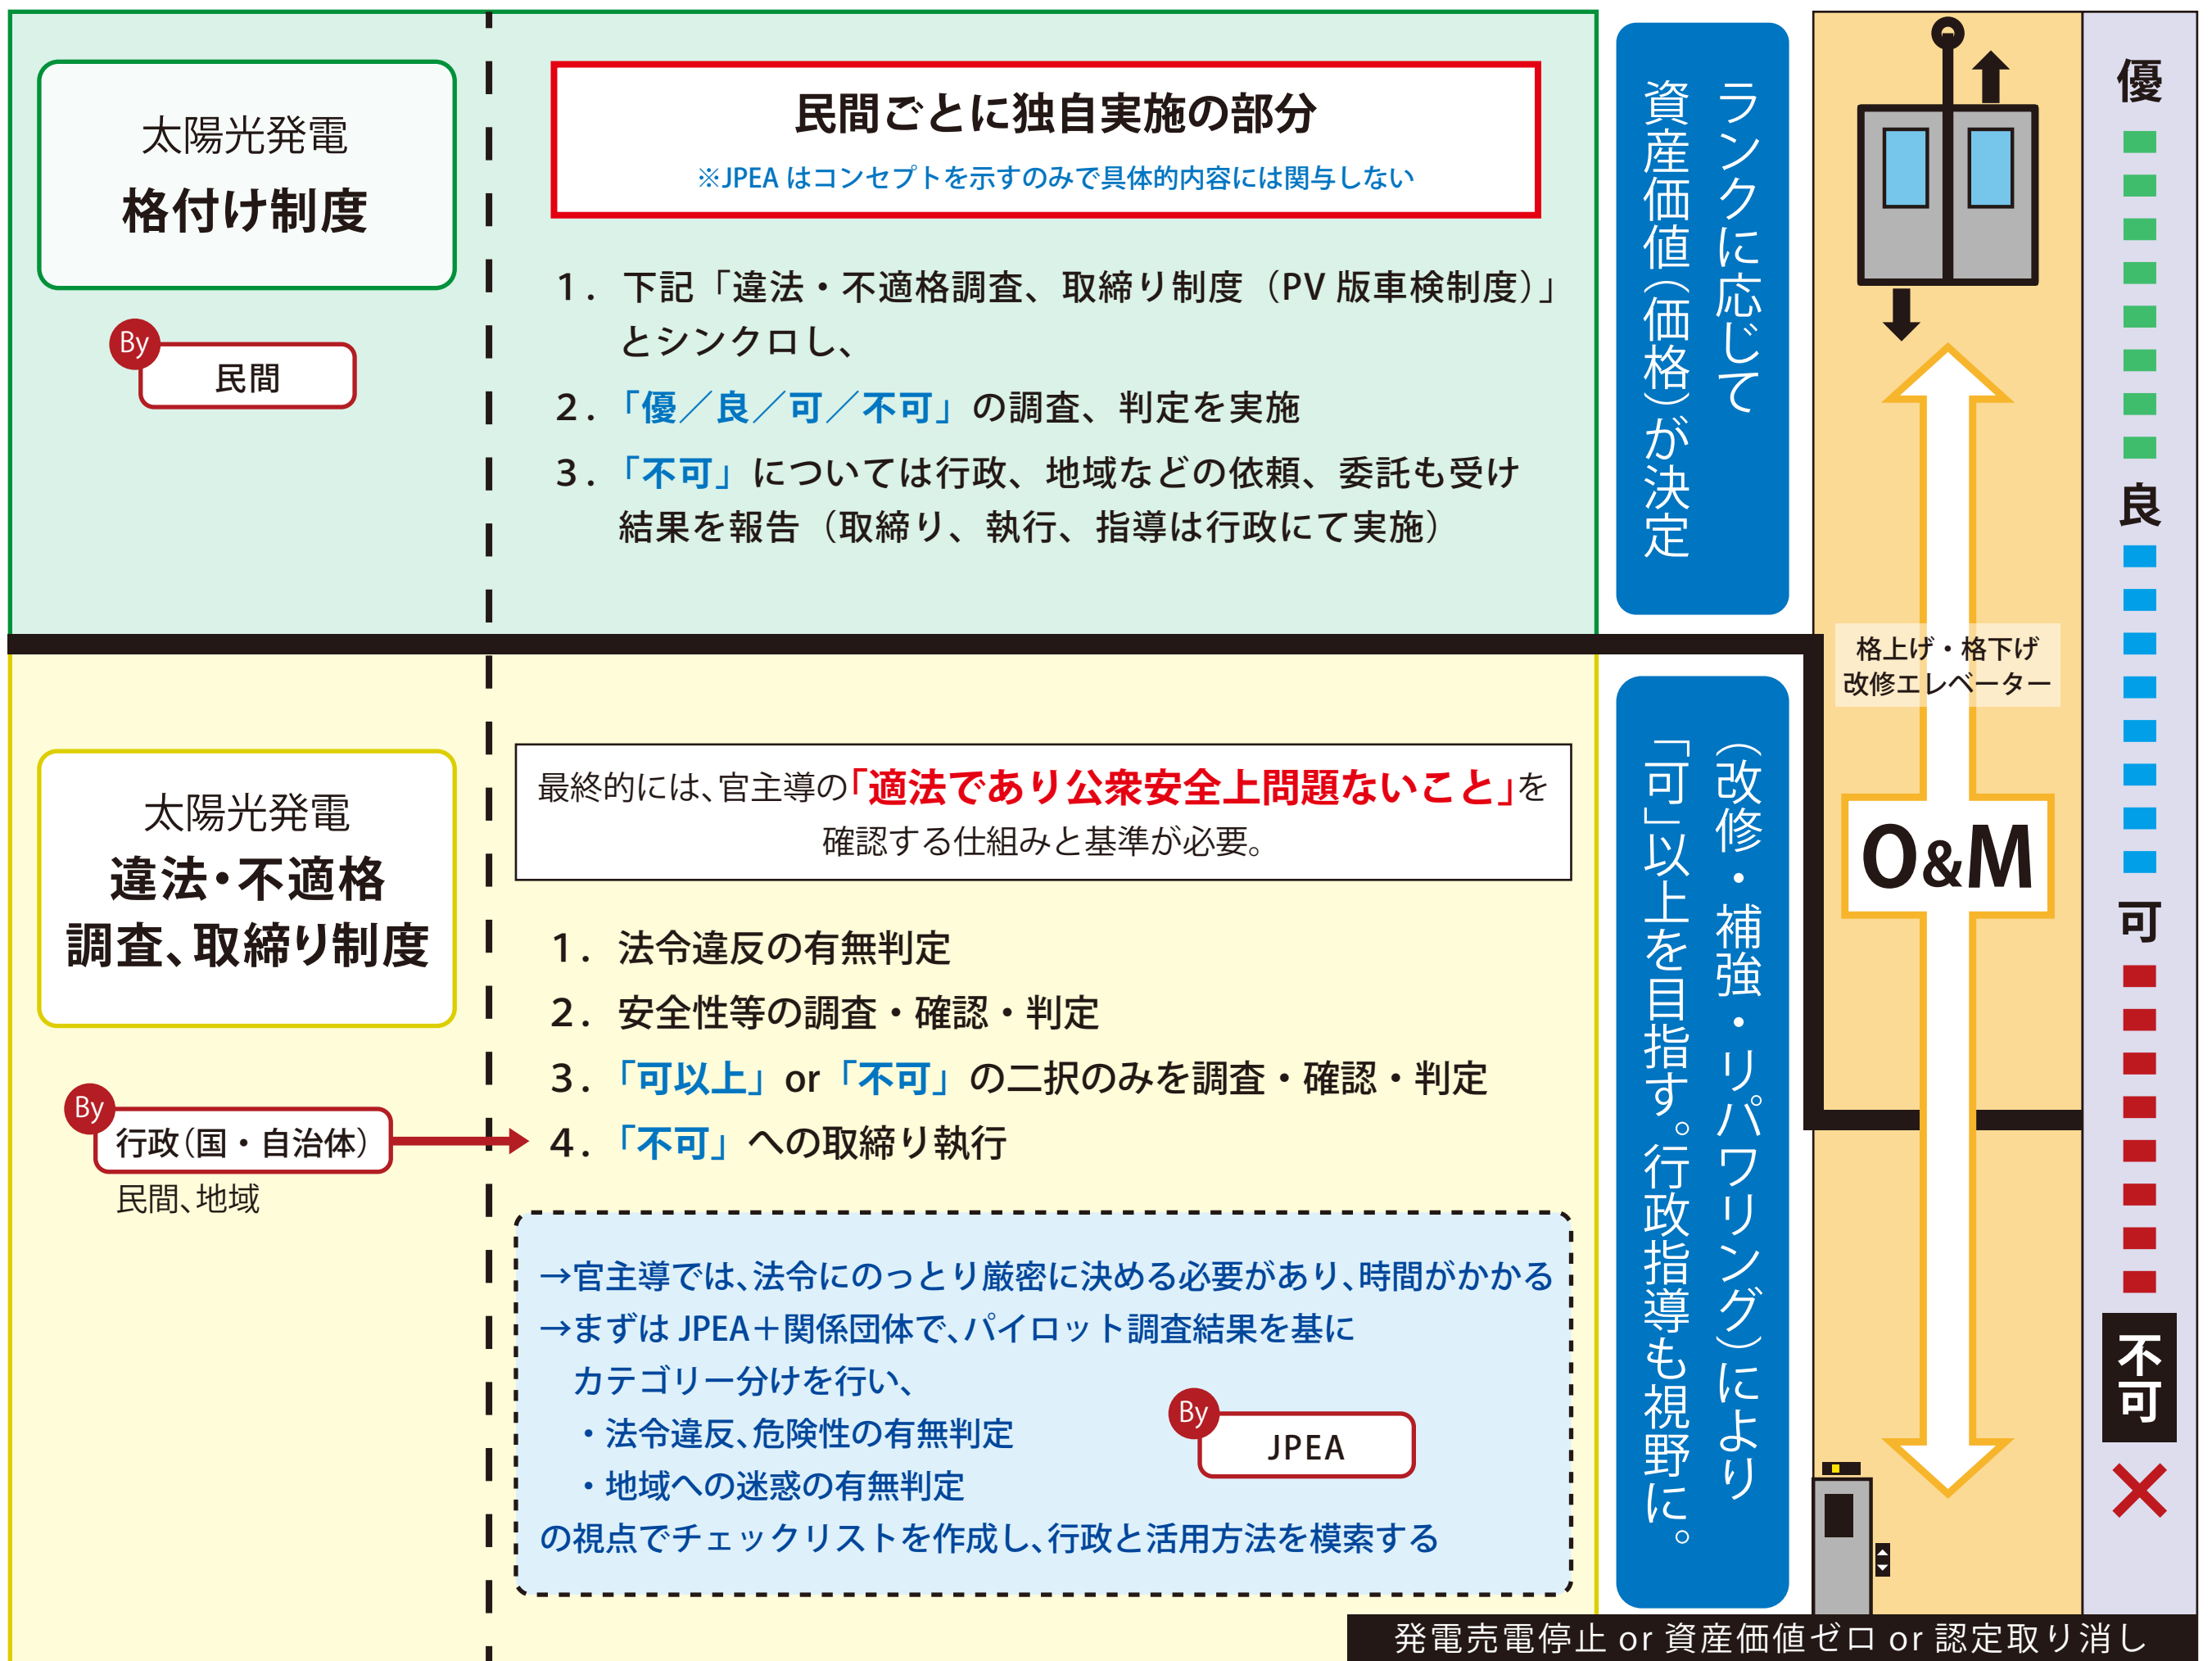 太陽光発電
格付け制度
By
民間
民間ごとに独自実施の部分
※JPEA はコンセプトを示すのみで具体的内容には関与しない
1． 下記「違法・不適格調査、取締り制度（PV 版車検制度）」
とシンクロし、
2．「優／良／可／不可」の調査、判定を実施
3．「不可」については行政、地域などの依頼、委託も受け
結果を報告（取締り、執行、指導は行政にて実施）
ランクに応じて
資産価値（価格）が決定
太陽光発電
違法・不適格
調査、取締り制度
By
行政（国・自治体）
民間、地域
最終的には、官主導の「適法であり公衆安全上問題ないこと」を
確認する仕組みと基準が必要。
1．法令違反の有無判定
2．安全性等の調査・確認・判定
3．「可以上」or「不可」の二択のみを調査・確認・判定
4．「不可」への取締り執行
→官主導では、法令にのっとり厳密に決める必要があり、時間がかかる
→まずは JPEA＋関係団体で、パイロット調査結果を基に
カテゴリー分けを行い、
・法令違反、危険性の有無判定
・地域への迷惑の有無判定
の視点でチェックリストを作成し、行政と活用方法を模索する
By
JPEA
（改修・補強・リパワリング）により
「可」以上を目指す。行政指導も視野に。
格上げ・格下げ
改修エレベーター
O&M
優
良
可
不可
発電売電停止 or 資産価値ゼロ or 認定取り消し